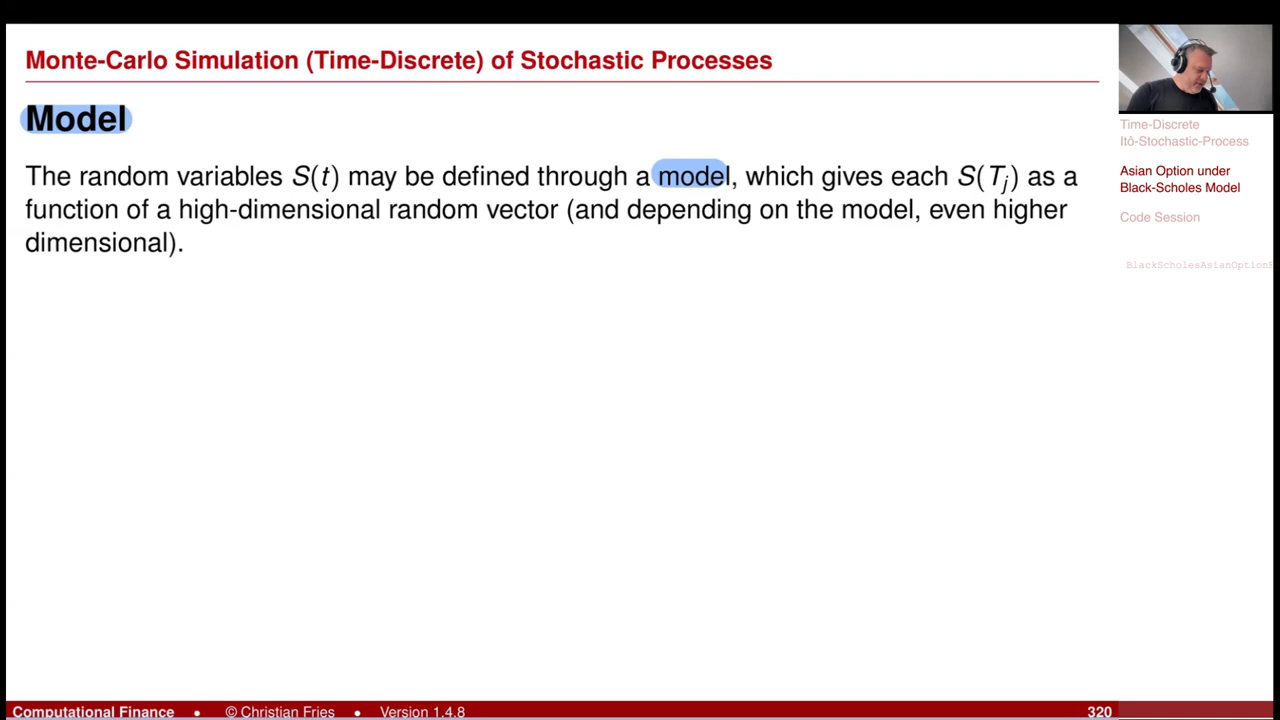 Monte-Carlo Simulation (Time-Discrete) of Stochastic Processes
Model
The random variables S(t) may be defined through a model, which gives each S(T_j) as a
function of a high-dimensional random vector (and depending on the model, even higher
dimensional).
Time-Discrete
Itô-Stochastic-Process
Asian Option under
Black-Scholes Model
Code Session
BlackScholesAsianOption
Computational Finance • © Christian Fries • Version 1.4.8
320